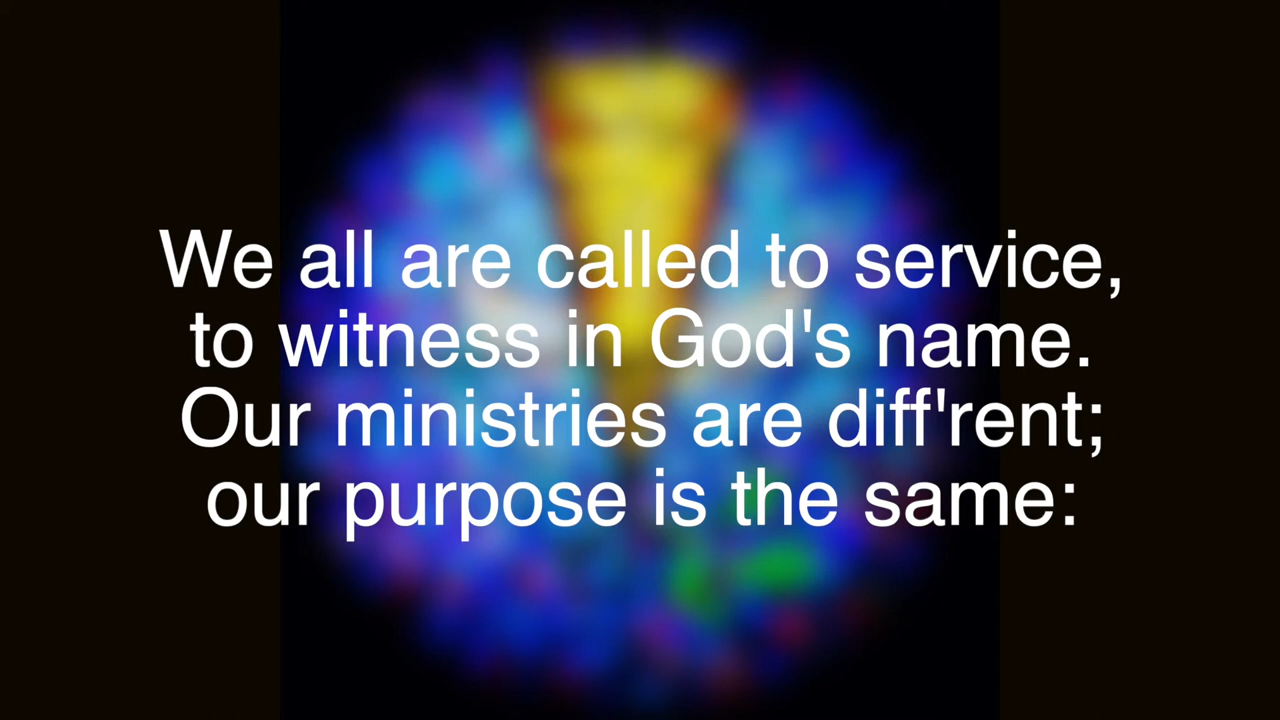 We all are called to service,
to witness in God's name.
Our ministries are diff'rent;
our purpose is the same: